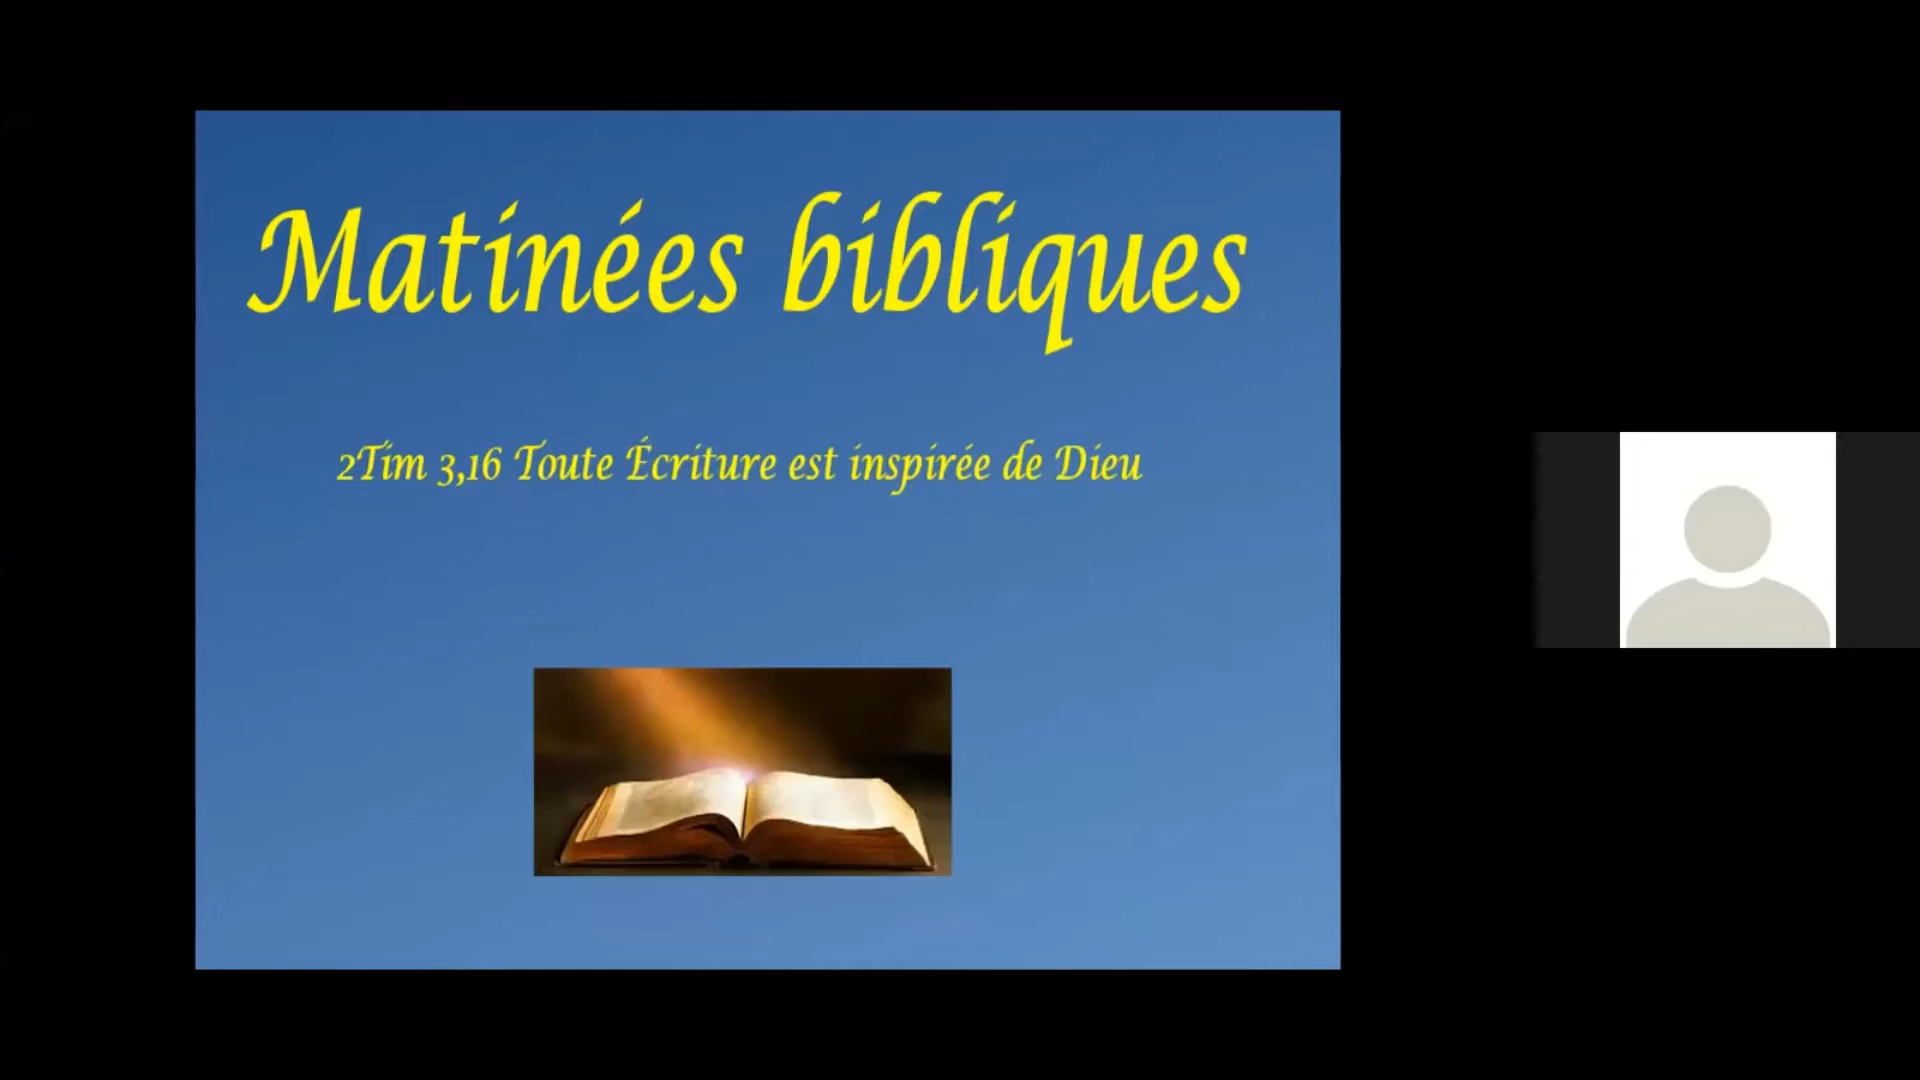 Matinées bibliques
2Tim 3,16 Toute Écriture est inspirée de Dieu